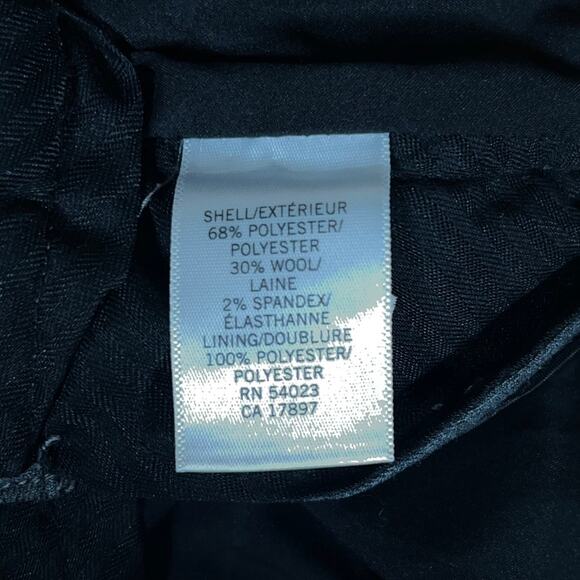 SHELL/EXTÉRIEUR
68% POLYESTER/
POLYESTER
30% WOOL/
LAINE
2% SPANDEX/
ÉLASTHANNE
LINING/DOUBLURE
100% POLYESTER/
POLYESTER
RN 54023
CA 17897